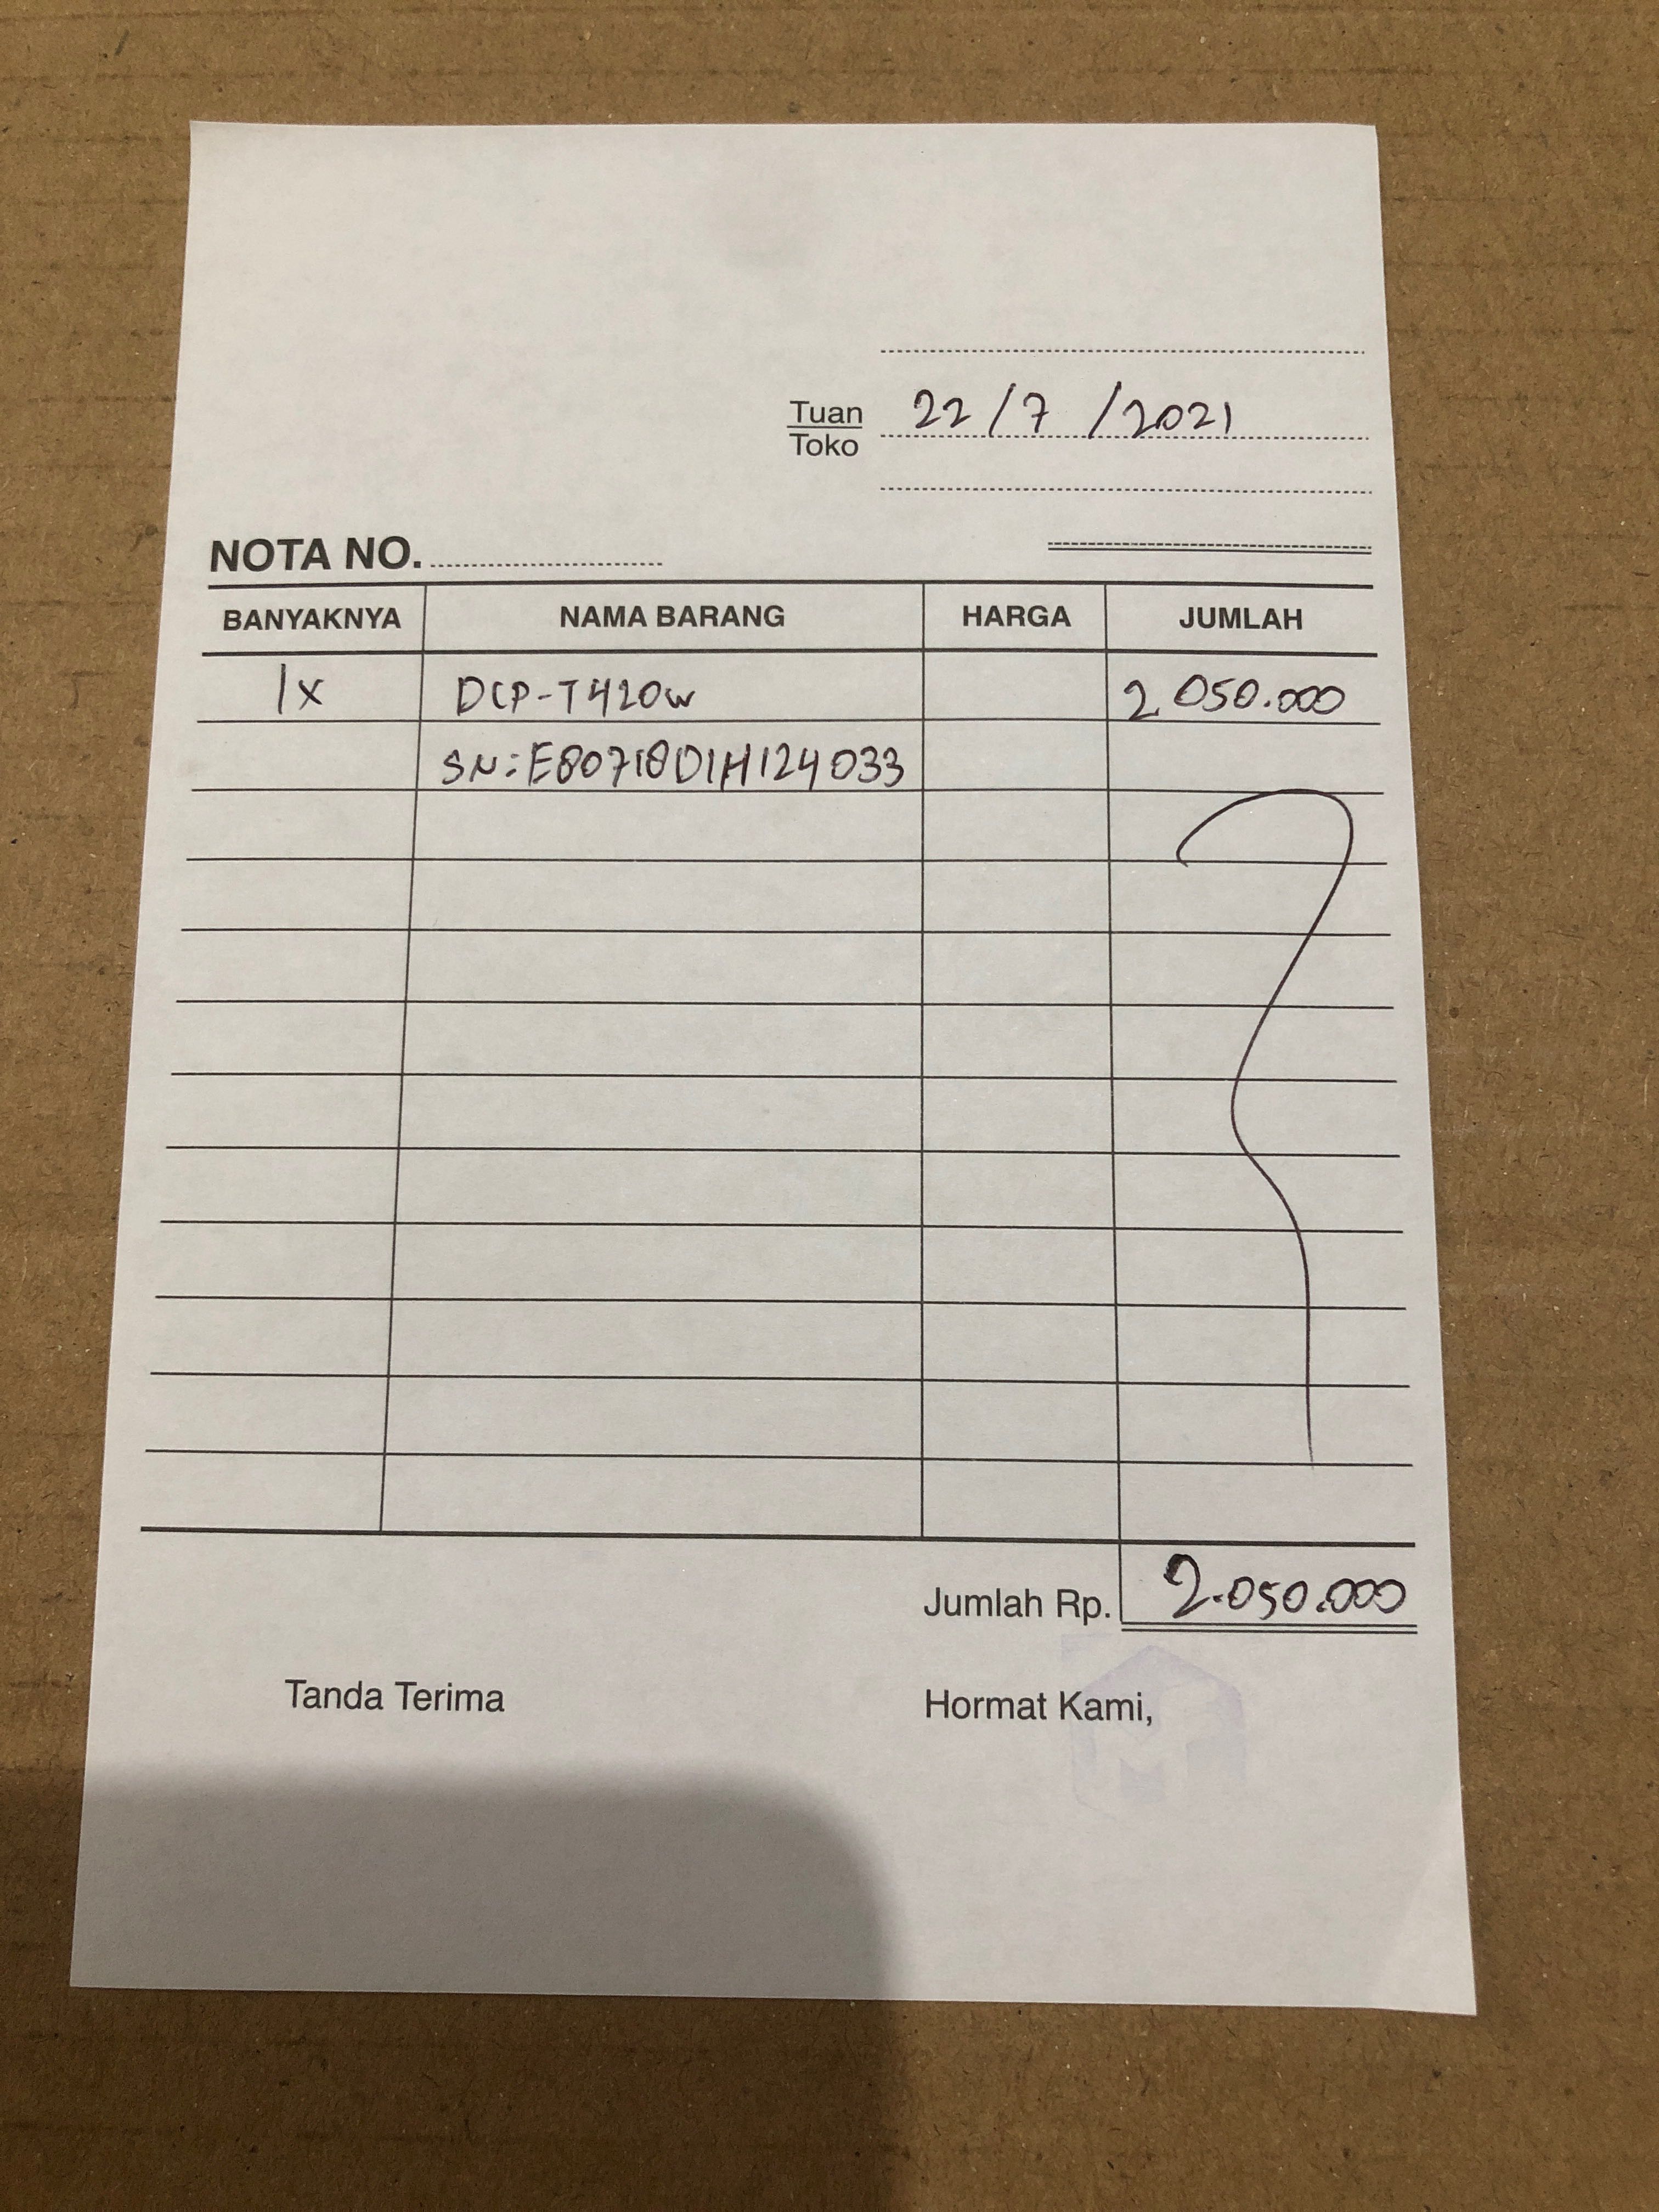 Tuan
Toko
22/7/2021
NOTA NO.
BANYAKNYA NAMA BARANG HARGA JUMLAH
1x DCP-T420w 2.050.000
SN:E80718D1H124033
Jumlah Rp. 2.050.000
Tanda Terima Hormat Kami,